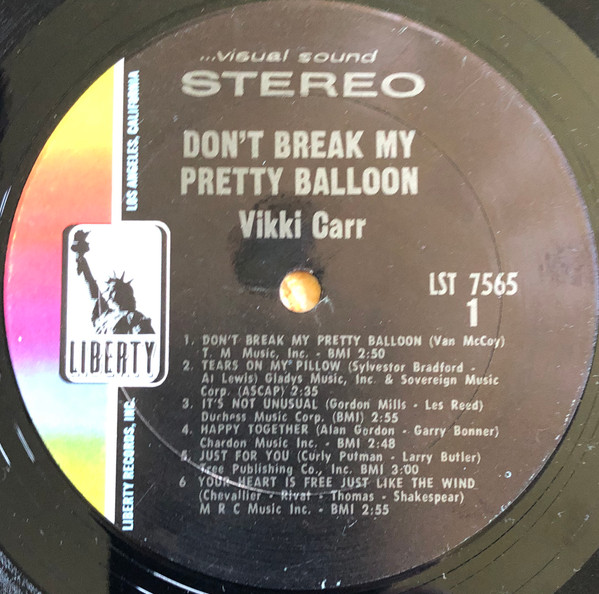 ...visual sound
STEREO
DON'T BREAK MY
PRETTY BALLOON
Vikki Carr
LST 7565
1
1. DON'T BREAK MY PRETTY BALLOON (Van McCoy)
T. M Music, Inc. - BMI 2:50
2. TEARS ON MY PILLOW (Sylvestor Bradford -
Al Lewis) Gladys Music, Inc. & Sovereign Music
Corp. (ASCAP) 2:35
3. IT'S NOT UNUSUAL (Gordon Mills - Les Reed)
Duchess Music Corp. (BMI) 2:55
4. HAPPY TOGETHER (Alan Gordon - Garry Bonner)
Chardon Music Inc. - BMI 2:48
5. JUST FOR YOU (Curly Putman - Larry Butler)
Tree Publishing Co., Inc. BMI 3:00
6 YOUR HEART IS FREE JUST LIKE THE WIND
(Chevallier - Rivat - Thomas - Shakespear)
M R C Music Inc. - BMI 2:55
LIBERTY
LIBERTY RECORDS, INC.
LOS ANGELES, CALIFORNIA